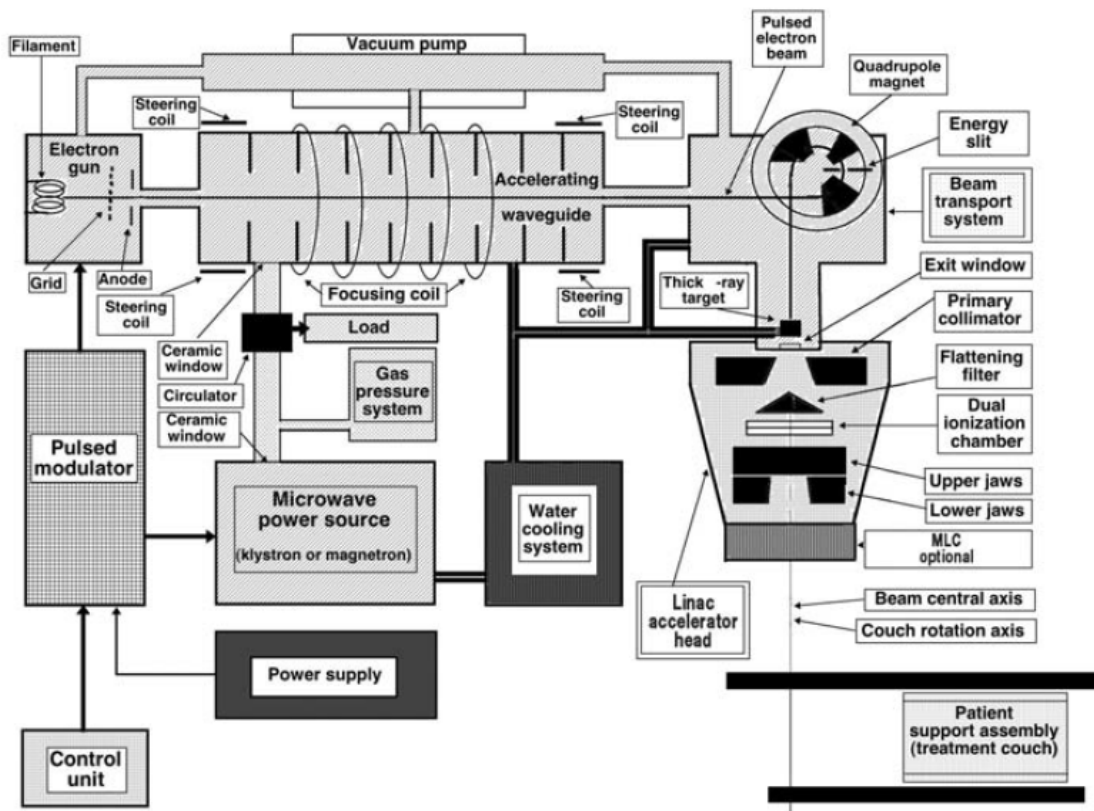 Filament
Vacuum pump
Pulsed
electron
beam
Quadrupole
magnet
Steering
coil
Steering
coil
Energy
slit
Electron
gun
Accelerating
waveguide
Beam
transport
system
Grid
Anode
Steering
coil
Focusing coil
Steering
coil
Thick -ray
target
Exit window
Primary
collimator
Load
Ceramic
window
Circulator
Gas
pressure
system
Flattening
filter
Ceramic
window
Dual
ionization
chamber
Pulsed
modulator
Microwave
power source
(klystron or magnetron)
Water
cooling
system
Upper jaws
Lower jaws
MLC
optional
Linac
accelerator
head
Beam central axis
Couch rotation axis
Power supply
Patient
support assembly
(treatment couch)
Control
unit